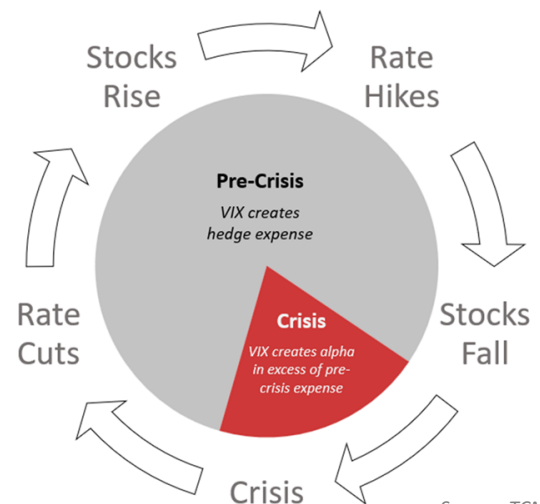 Stocks
Rise
Rate
Hikes
Pre-Crisis
VIX creates
hedge expense
Rate
Cuts
Crisis
VIX creates alpha
in excess of pre-
crisis expense
Stocks
Fall
Crisis